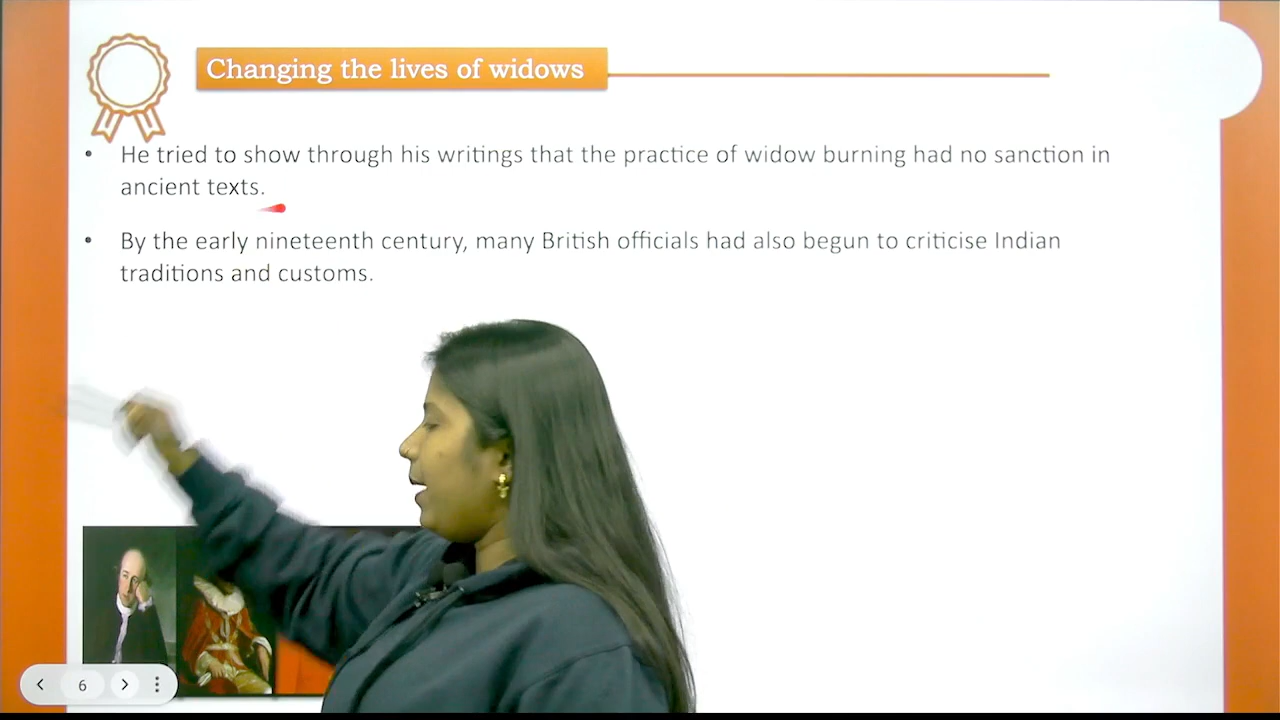 Changing the lives of widows
• He tried to show through his writings that the practice of widow burning had no sanction in
ancient texts.
• By the early nineteenth century, many British officials had also begun to criticise Indian
traditions and customs.
6